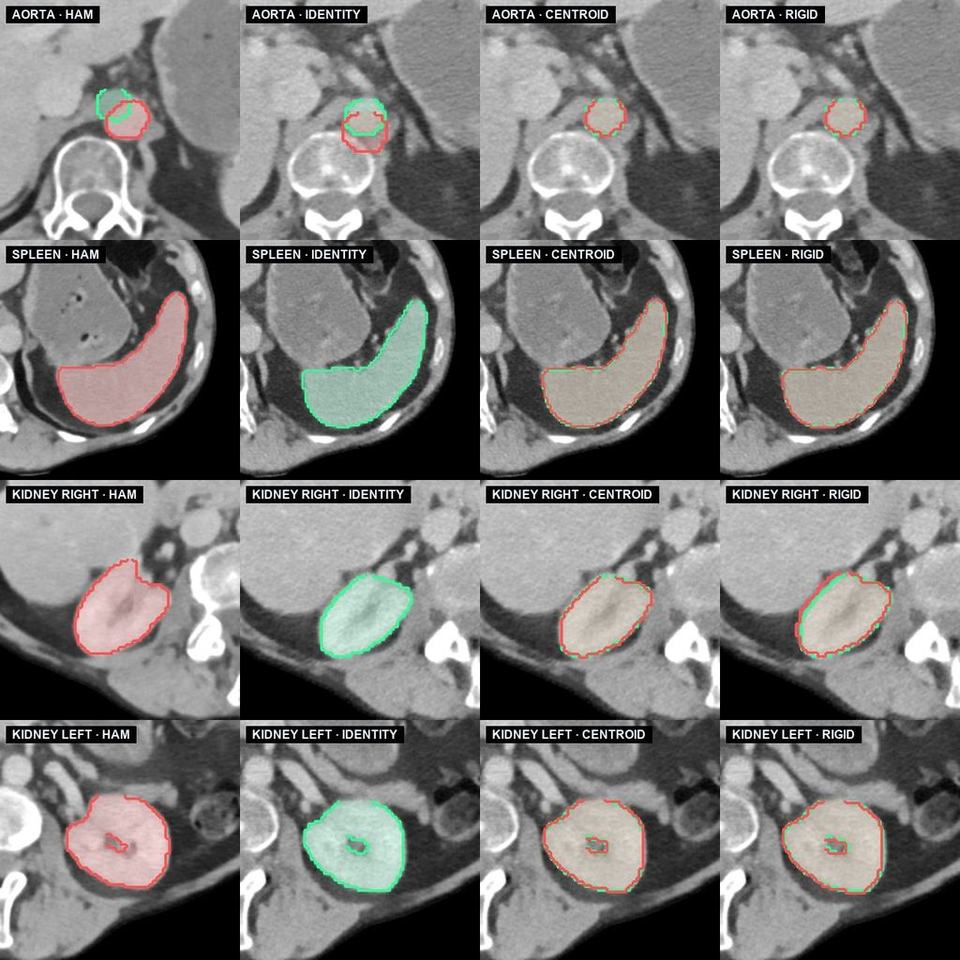 AORTA · HAM
AORTA · IDENTITY
AORTA · CENTROID
AORTA · RIGID
SPLEEN · HAM
SPLEEN · IDENTITY
SPLEEN · CENTROID
SPLEEN · RIGID
KIDNEY RIGHT · HAM
KIDNEY RIGHT · IDENTITY
KIDNEY RIGHT · CENTROID
KIDNEY RIGHT · RIGID
KIDNEY LEFT · HAM
KIDNEY LEFT · IDENTITY
KIDNEY LEFT · CENTROID
KIDNEY LEFT · RIGID